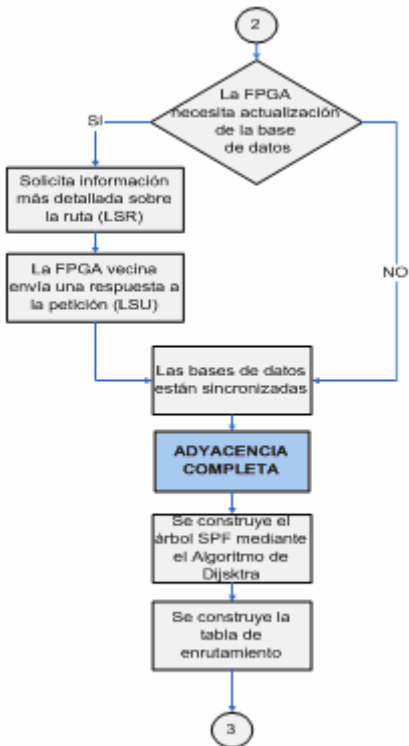 2
La FPGA
necesita actualización
de la base
de datos
SI
Solicita información
más detallada sobre
la ruta (LSR)
La FPGA vecina
envía una respuesta a
la petición (LSU)
NO
Las bases de datos
están sincronizadas
ADYACENCIA
COMPLETA
Se construye el
árbol SPF mediante
el Algoritmo de
Dijsktra
Se construye la
tabla de
enrutamiento
3